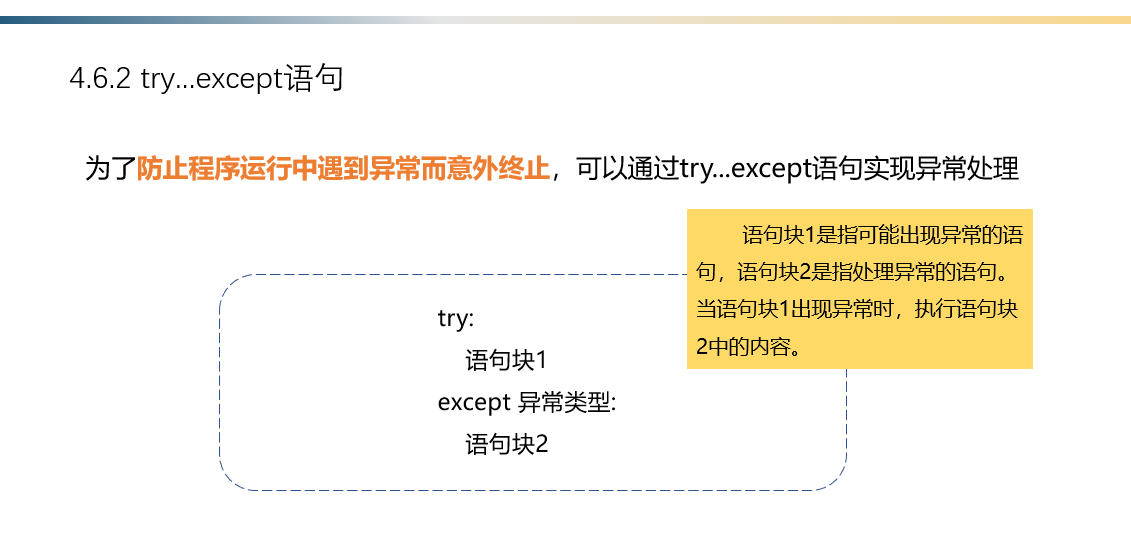 4.6.2 try...except语句
为了防止程序运行中遇到异常而意外终止，可以通过try...except语句实现异常处理
语句块1是指可能出现异常的语
句，语句块2是指处理异常的语句。
当语句块1出现异常时，执行语句块
2中的内容。
try:
语句块1
except 异常类型:
语句块2